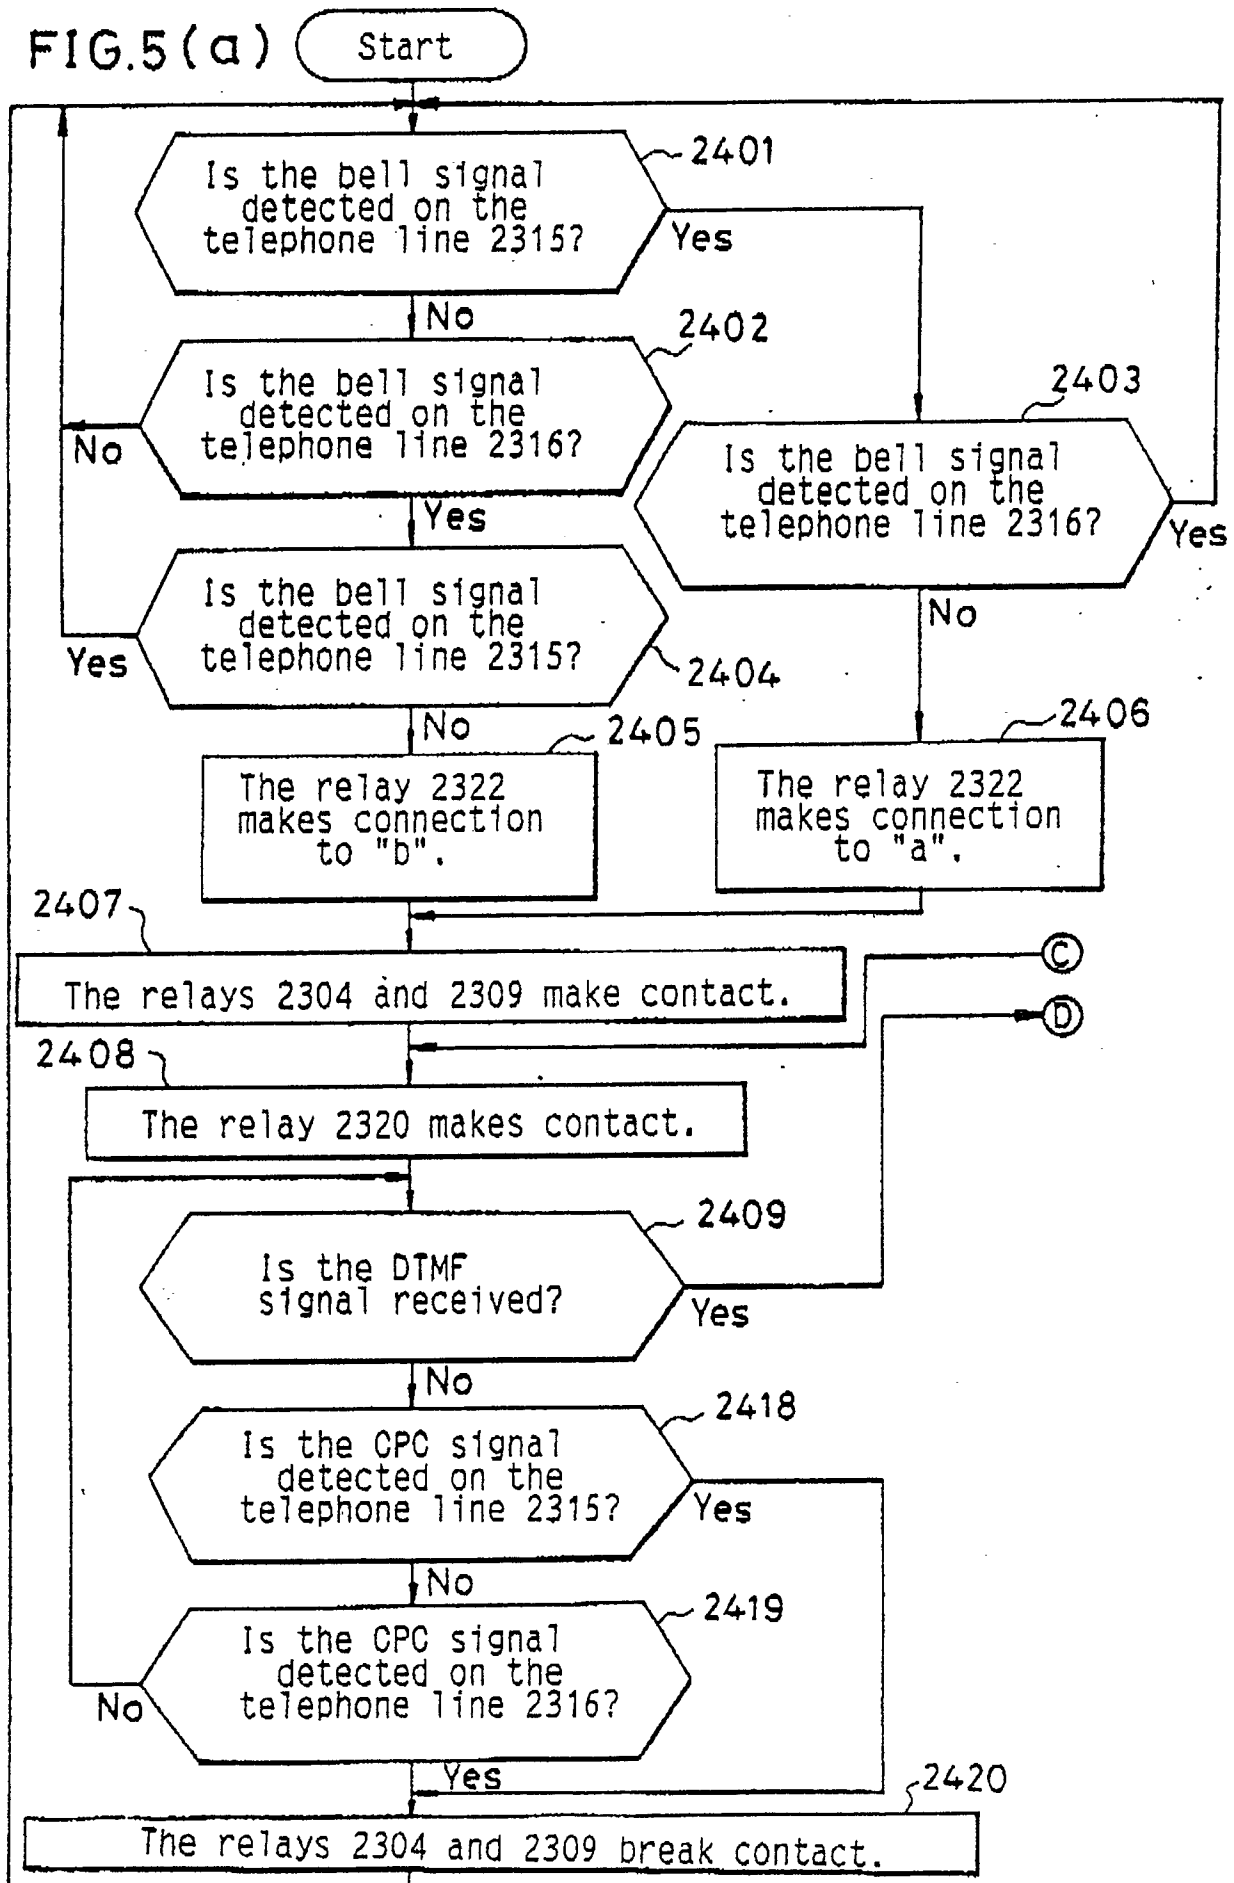 FIG.5(a)
Start
2401
Is the bell signal
detected on the
telephone line 2315?
Yes
No
2402
Is the bell signal
detected on the
telephone line 2316?
No
Yes
2403
Is the bell signal
detected on the
telephone line 2316?
Yes
No
Is the bell signal
detected on the
telephone line 2315?
Yes
2404
No
2405
The relay 2322
makes connection
to "b".
2406
The relay 2322
makes connection
to "a".
2407
The relays 2304 and 2309 make contact.
C
D
2408
The relay 2320 makes contact.
2409
Is the DTMF
signal received?
Yes
No
2418
Is the CPC signal
detected on the
telephone line 2315?
Yes
No
2419
Is the CPC signal
detected on the
telephone line 2316?
No
Yes
2420
The relays 2304 and 2309 break contact.